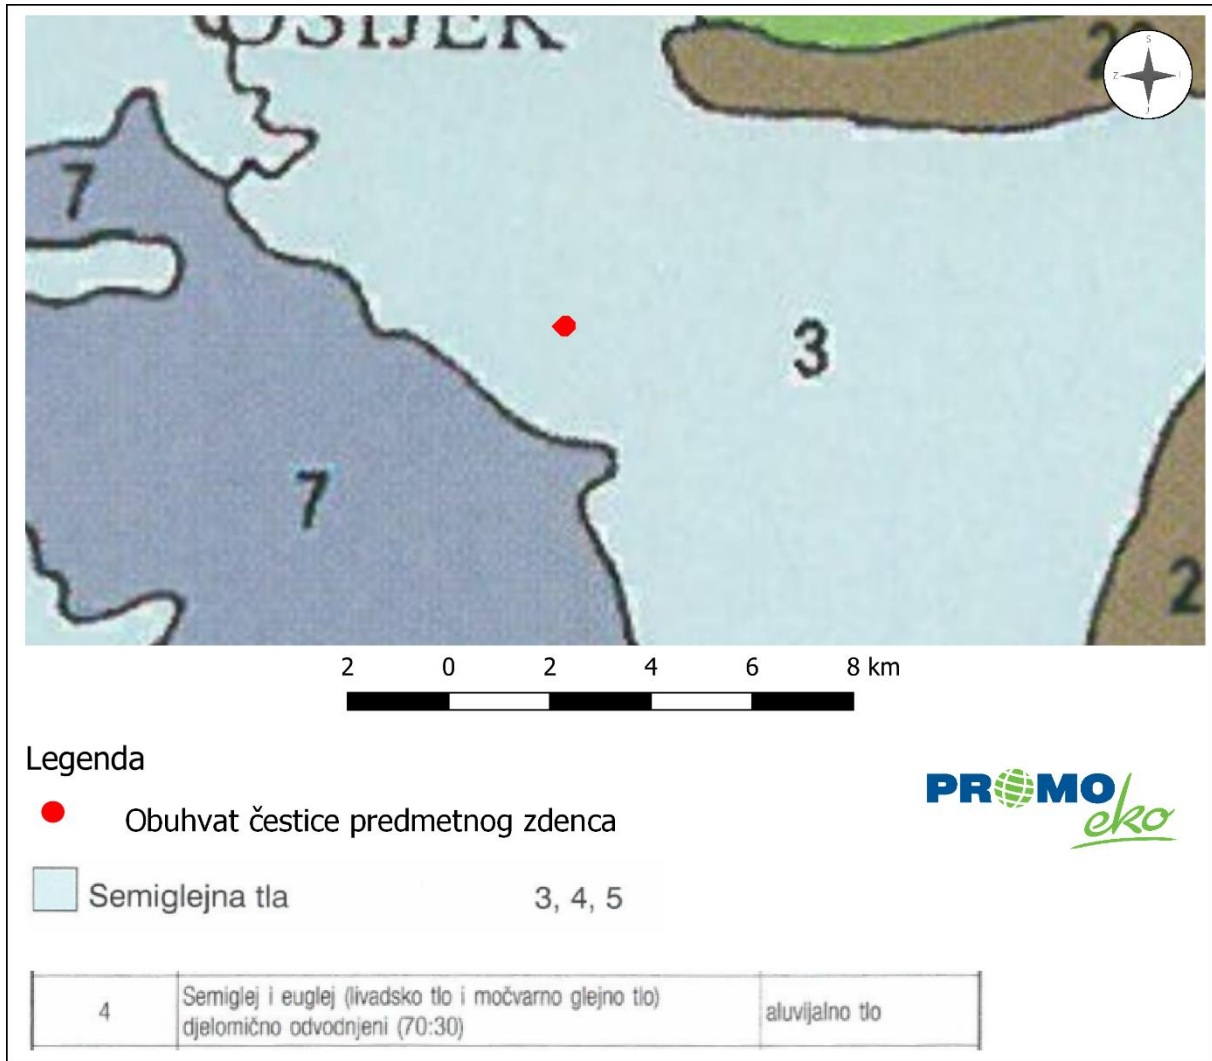 OSIJEK
2
S
Z
I
J
7
3
7
2
2 0 2 4 6 8 km
Legenda
Obuhvat čestice predmetnog zdenca
PROMO
eko
Semiglejna tla 3, 4, 5
4 Semiglej i euglej (livadsko tlo i močvarno glejno tlo) aluvijalno tlo
djelomično odvodnjeni (70:30)